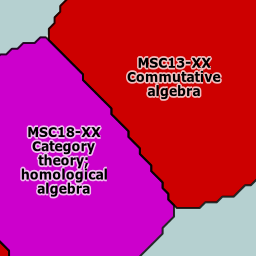 MSC13-XX
Commutative
algebra
MSC18-XX
Category
theory;
homological
algebra